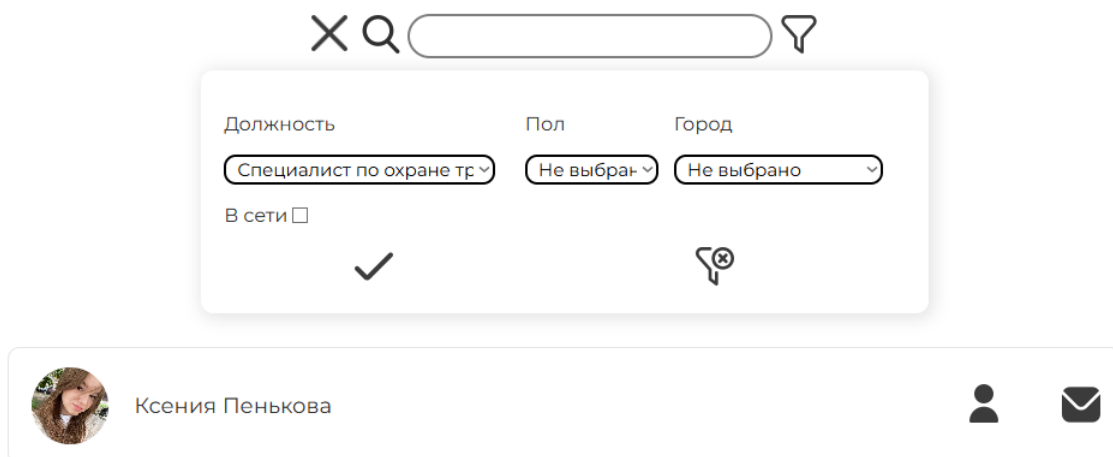 Должность Пол Город
Специалист по охране тр Не выбран Не выбрано
В сети
Ксения Пенькова